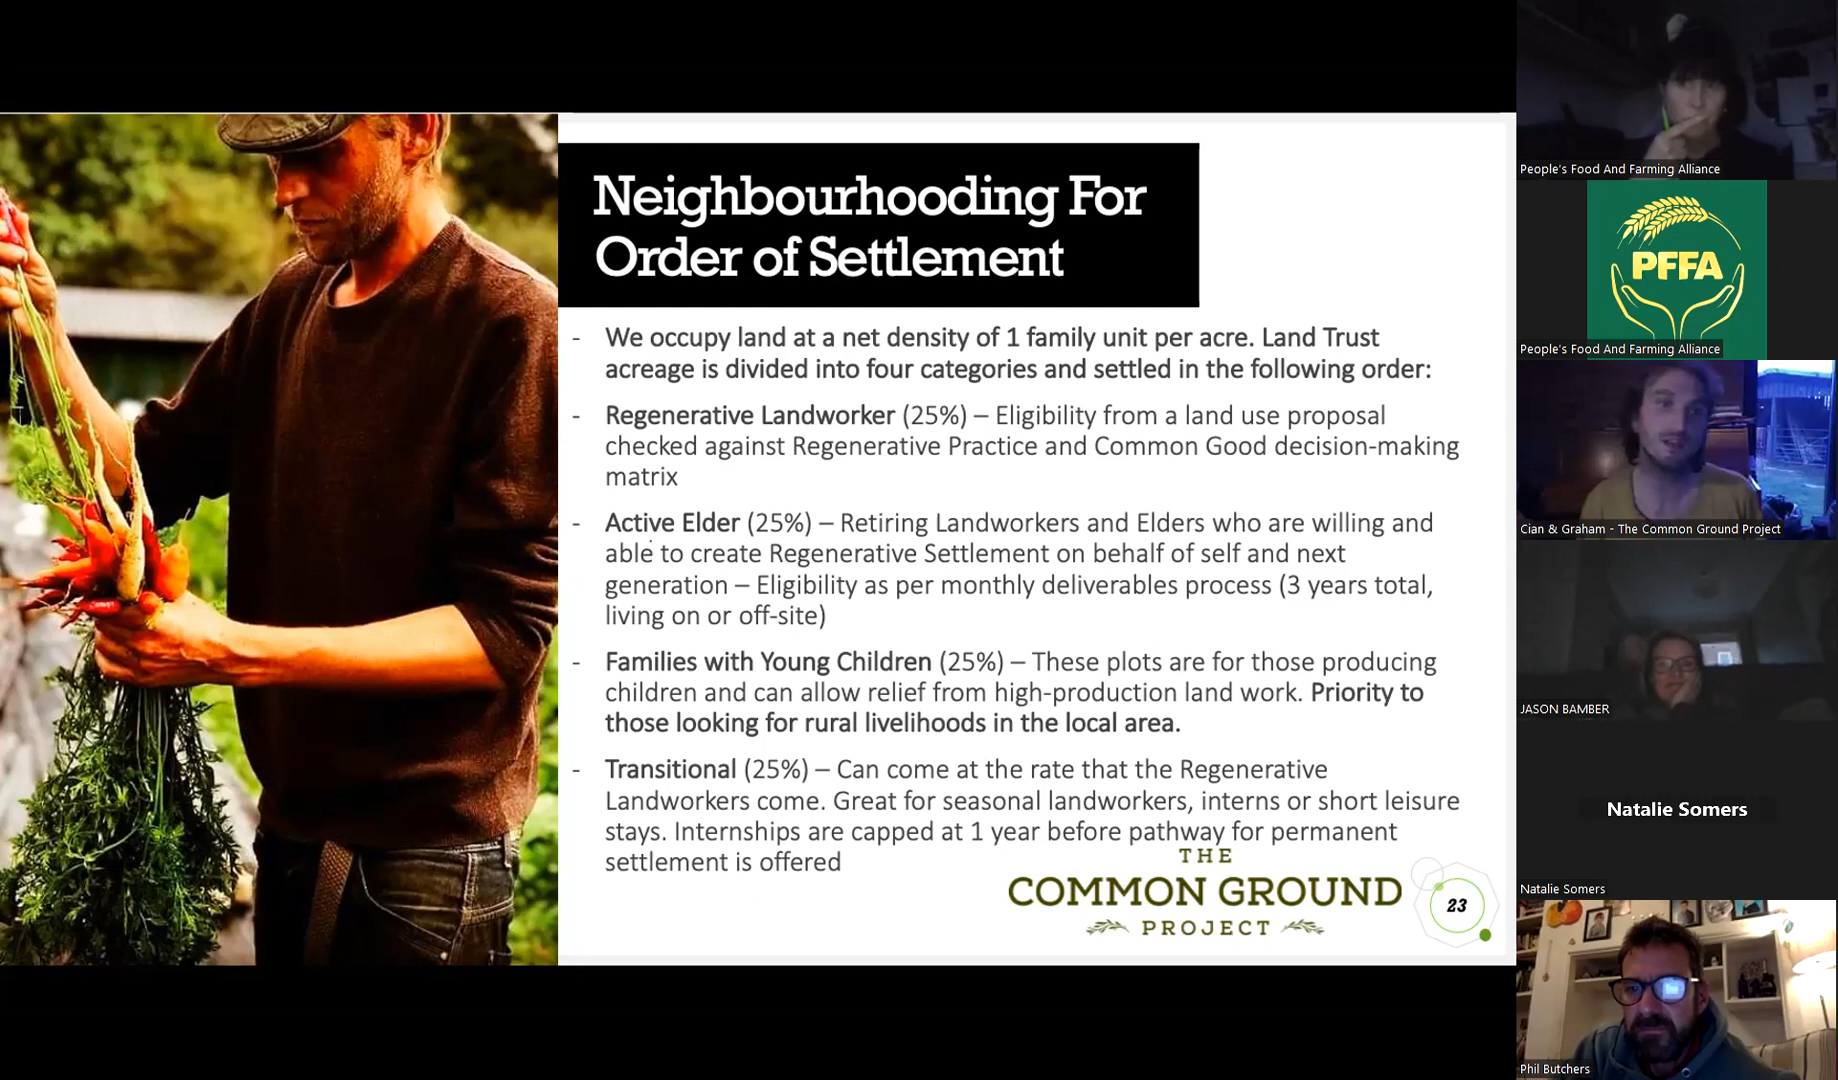 Neighbourhooding For
Order of Settlement
- We occupy land at a net density of 1 family unit per acre. Land Trust
acreage is divided into four categories and settled in the following order:
- Regenerative Landworker (25%) – Eligibility from a land use proposal
checked against Regenerative Practice and Common Good decision-making
matrix
- Active Elder (25%) – Retiring Landworkers and Elders who are willing and
able to create Regenerative Settlement on behalf of self and next
generation – Eligibility as per monthly deliverables process (3 years total,
living on or off-site)
- Families with Young Children (25%) – These plots are for those producing
children and can allow relief from high-production land work. Priority to
those looking for rural livelihoods in the local area.
- Transitional (25%) – Can come at the rate that the Regenerative
Landworkers come. Great for seasonal landworkers, interns or short leisure
stays. Internships are capped at 1 year before pathway for permanent
settlement is offered
THE
COMMON GROUND
PROJECT
23
People's Food And Farming Alliance
PFFA
People's Food And Farming Alliance
Cian & Graham - The Common Ground Project
JASON BAMBER
Natalie Somers
Natalie Somers
Phil Butchers